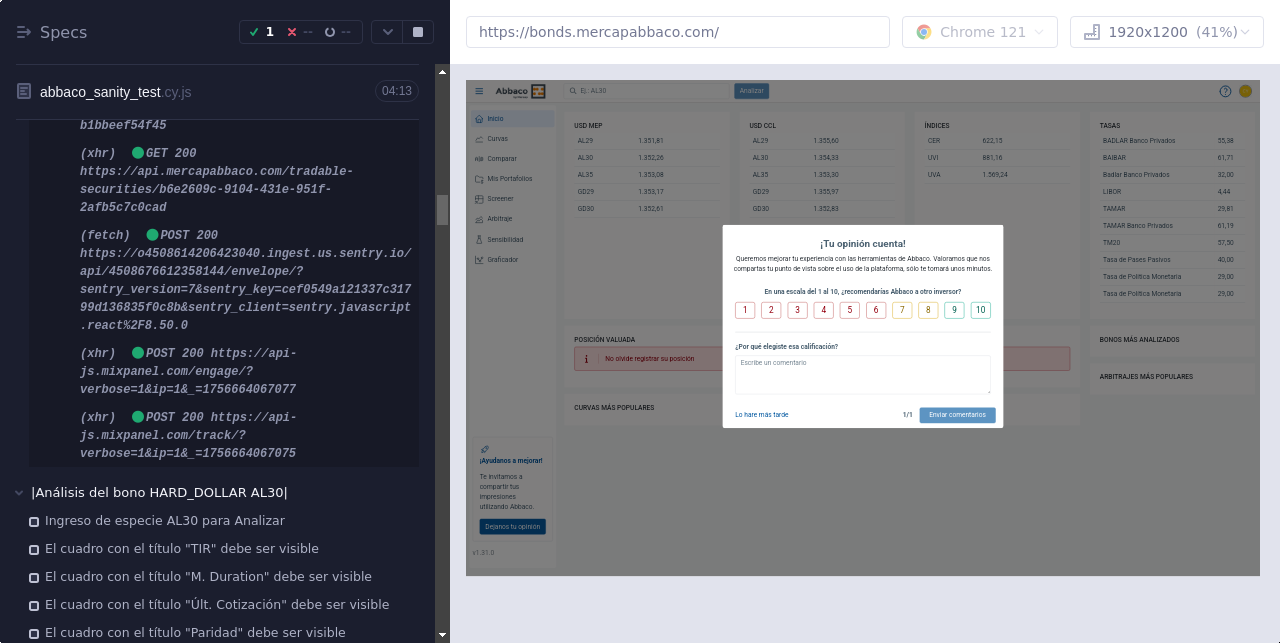 Specs
1
--
--
abbaco_sanity_test.cy.js
04:13
b1bbeef54f45
(xhr) GET 200
https://api.mercapabbaco.com/tradable-
securities/b6e2609c-9104-431e-951f-
2afb5c7c0cad
(fetch) POST 200
https://o4508614206423040.ingest.us.sentry.io/
api/4508676612358144/envelope/?
sentry_version=7&sentry_key=cef0549a121337c317
99d136835f0c8b&sentry_client=sentry.javascript
.react%2F8.50.0
(xhr) POST 200 https://api-
js.mixpanel.com/engage/?
verbose=1&ip=1&_=1756664067077
(xhr) POST 200 https://api-
js.mixpanel.com/track/?
verbose=1&ip=1&_=1756664067075
|Análisis del bono HARD_DOLLAR AL30|
Ingreso de especie AL30 para Analizar
El cuadro con el título "TIR" debe ser visible
El cuadro con el título "M. Duration" debe ser visible
El cuadro con el título "Últ. Cotización" debe ser visible
El cuadro con el título "Paridad" debe ser visible
https://bonds.mercapabbaco.com/
Chrome 121
1920x1200 (41%)
Abbaco
Ej. AL30
Analizar
Inicio
Curvas
Comparar
Mis Portafolios
Screener
Arbitraje
Sensibilidad
Graficador
USD MEP
AL29 1.351,81
AL30 1.352,26
AL35 1.353,08
GD29 1.353,17
GD30 1.352,61
USD CCL
AL29 1.355,60
AL30 1.354,33
AL35 1.353,30
GD29 1.355,97
GD30 1.352,83
ÍNDICES
CER 622,15
UVI 881,16
UVA 1.569,24
TASAS
BADLAR Banco Privados 55,38
BAIBAR 61,71
Badlar Banco Privados 32,00
LIBOR 4,44
TAMAR 29,81
TAMAR Banco Privados 61,19
TM20 57,50
Tasa de Pases Pasivos 40,00
Tasa de Política Monetaria 29,00
Tasa de Política Monetaria 29,00
POSICIÓN VALUADA
No olvide registrar su posición
CURVAS MÁS POPULARES
BONOS MÁS ANALIZADOS
ARBITRAJES MÁS POPULARES
¡Tu opinión cuenta!
Queremos mejorar tu experiencia con las herramientas de Abbaco. Valoramos que nos
compartas tu punto de vista sobre el uso de la plataforma, sólo te tomará unos minutos.
En una escala del 1 al 10, ¿recomendarías Abbaco a otro inversor?
1 2 3 4 5 6 7 8 9 10
¿Por qué elegiste esa calificación?
Escribe un comentario
Lo hare más tarde
1/1
Enviar comentarios
¡Ayudanos a mejorar!
Te invitamos a
compartir tus
impresiones
utilizando Abbaco.
Dejanos tu opinión
v1.31.0